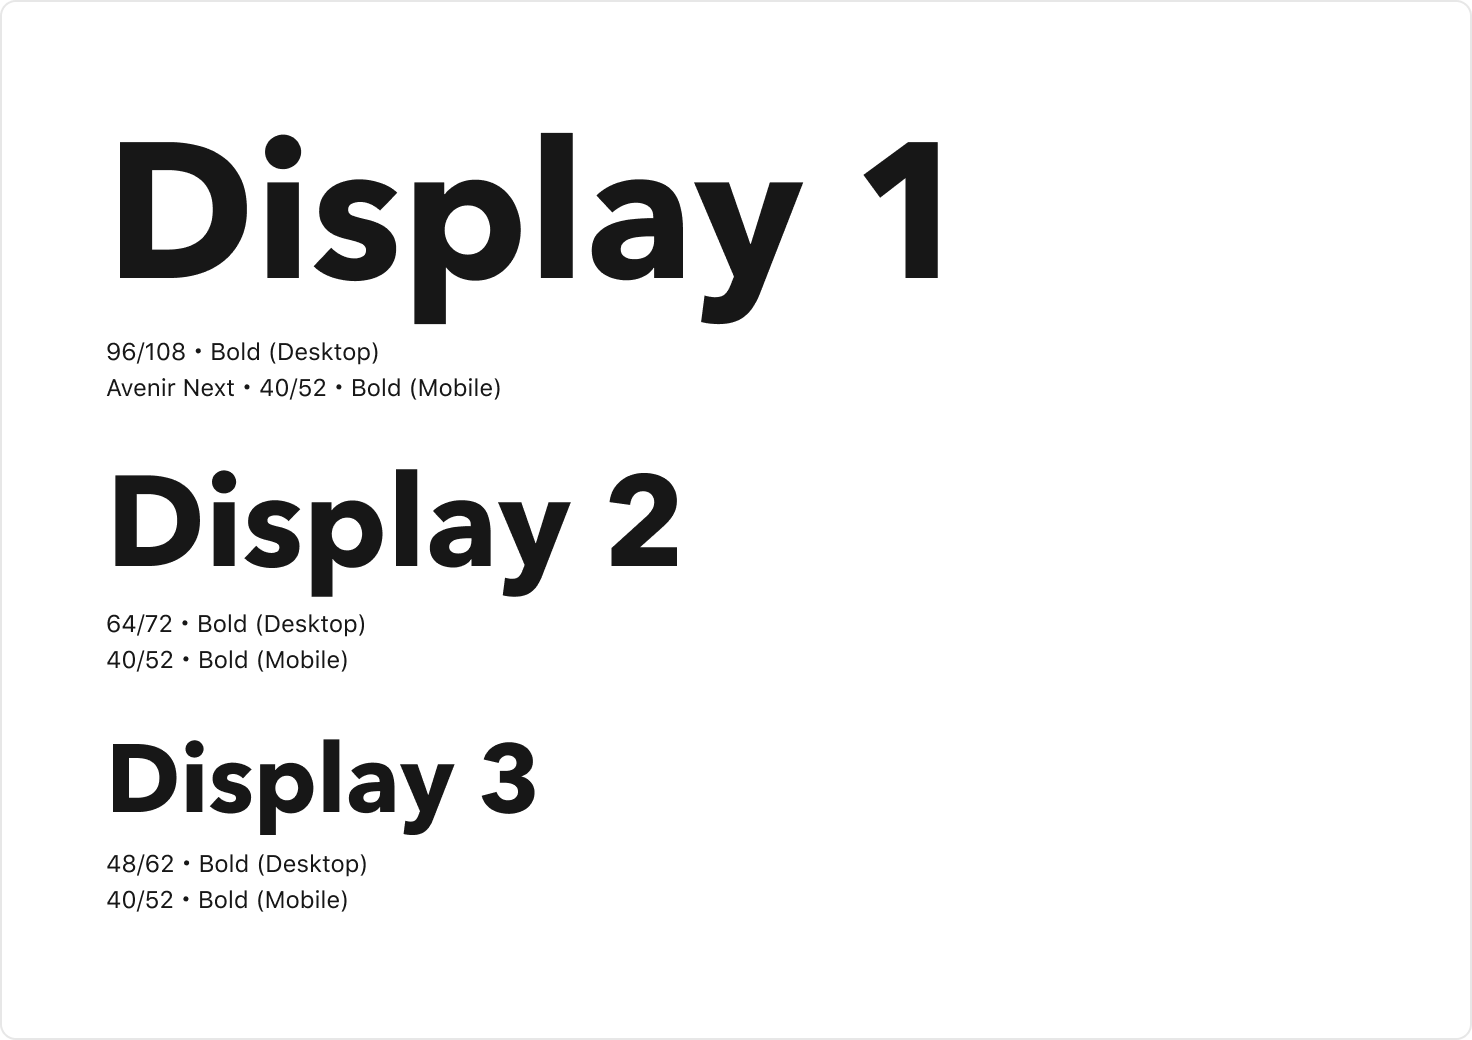 Display 1
96/108 • Bold (Desktop)
Avenir Next • 40/52 • Bold (Mobile)
Display 2
64/72 • Bold (Desktop)
40/52 • Bold (Mobile)
Display 3
48/62 • Bold (Desktop)
40/52 • Bold (Mobile)